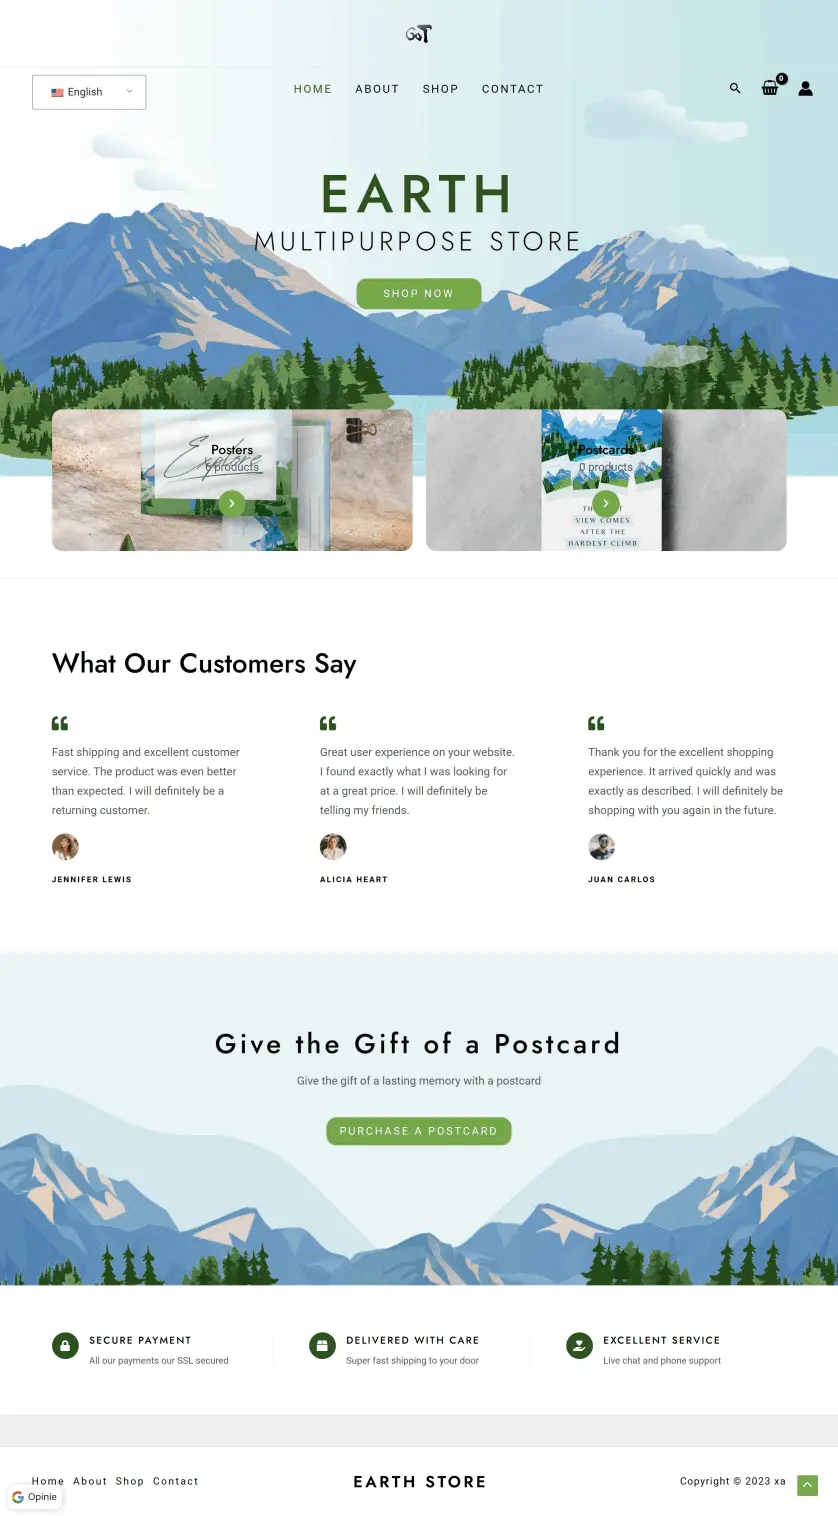 English
HOME ABOUT SHOP CONTACT
0
EARTH
MULTIPURPOSE STORE
SHOP NOW
Explore
Posters
6 products
Postcards
0 products
VIEW COMES
AFTER THE
HARDEST CLIMB
What Our Customers Say
Fast shipping and excellent customer
service. The product was even better
than expected. I will definitely be a
returning customer.
JENNIFER LEWIS
Great user experience on your website.
I found exactly what I was looking for
at a great price. I will definitely be
telling my friends.
ALICIA HEART
Thank you for the excellent shopping
experience. It arrived quickly and was
exactly as described. I will definitely be
shopping with you again in the future.
JUAN CARLOS
Give the Gift of a Postcard
Give the gift of a lasting memory with a postcard
PURCHASE A POSTCARD
SECURE PAYMENT
All our payments our SSL secured
DELIVERED WITH CARE
Super fast shipping to your door
EXCELLENT SERVICE
Live chat and phone support
Home About Shop Contact
EARTH STORE
Copyright © 2023 xa
Opinie